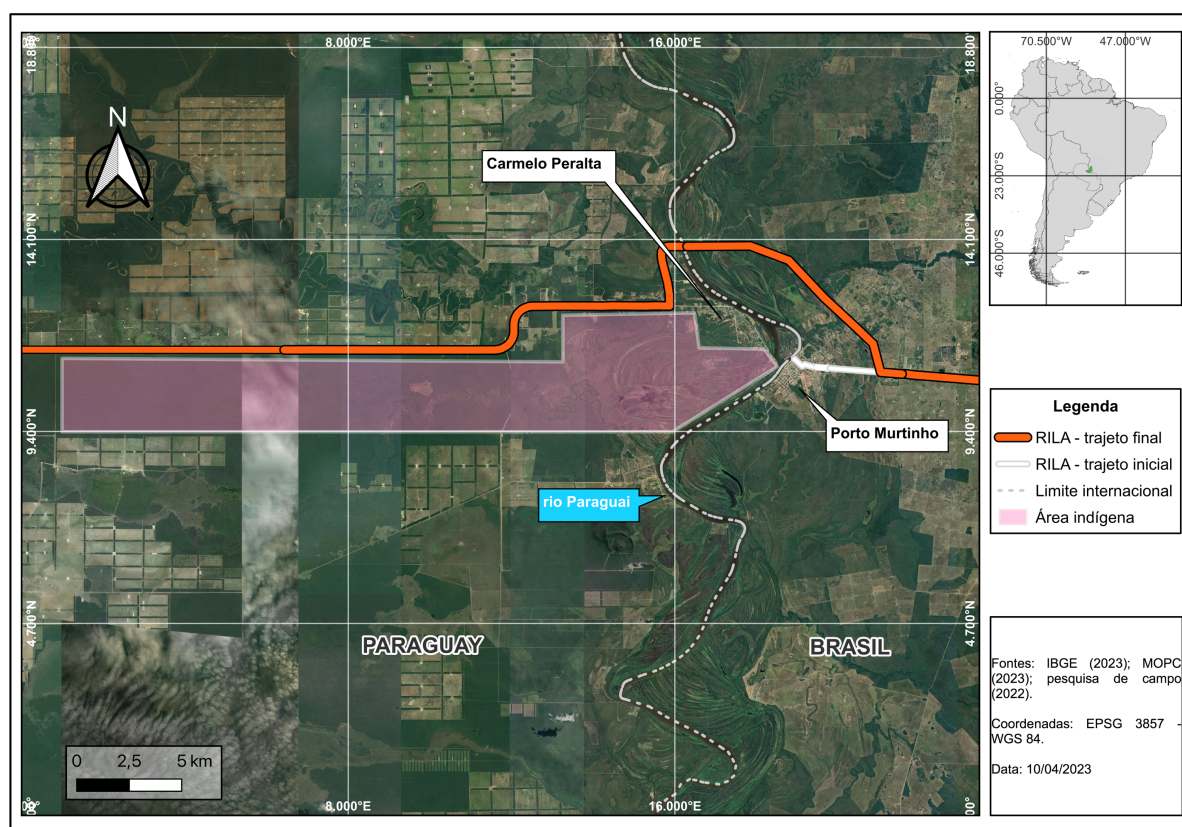 8.000°E
16.000°E
18.800°
18.800°
N
Carmelo Peralta
14.100°N
14.100°N
9.400°N
9.400°N
Porto Murtinho
rio Paraguai
4.700°N
4.700°N
PARAGUAY
BRASIL
0 2,5 5 km
8.000°E
16.000°E
70.500°W 47.000°W
0.000°
23.000°S
46.000°S
Legenda
RILA - trajeto final
RILA - trajeto inicial
Limite internacional
Área indígena
Fontes: IBGE (2023); MOPC
(2023); pesquisa de campo
(2022).
Coordenadas: EPSG 3857 -
WGS 84.
Data: 10/04/2023